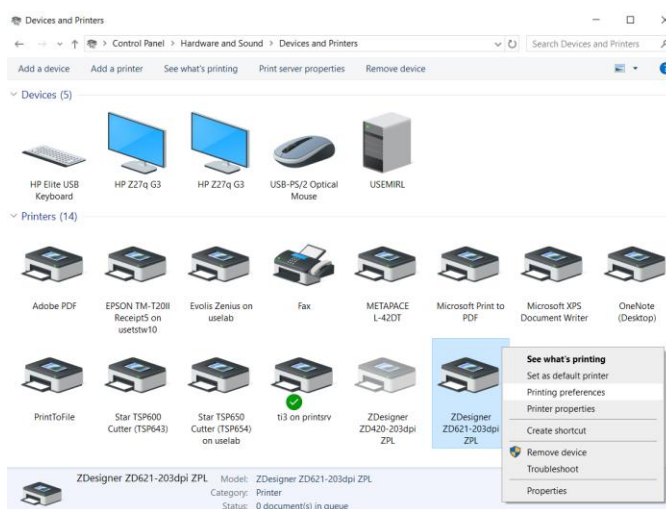 Devices and Printers
Control Panel > Hardware and Sound > Devices and Printers
Search Devices and Printers
Add a device Add a printer See what's printing Print server properties Remove device
Devices (5)
HP Elite USB Keyboard
HP Z27q G3
HP Z27q G3
USB-PS/2 Optical Mouse
USEMIRL
Printers (14)
Adobe PDF
EPSON TM-T20II Receipt5 on usetstw10
Evolis Zenius on uselab
Fax
METAPACE L-42DT
Microsoft Print to PDF
Microsoft XPS Document Writer
OneNote (Desktop)
PrintToFile
Star TSP600 Cutter (TSP643)
Star TSP650 Cutter (TSP654) on uselab
ti3 on printsrv
ZDesigner ZD420-203dpi ZPL
ZDesigner ZD621-203dpi ZPL
See what's printing
Set as default printer
Printing preferences
Printer properties
Create shortcut
Remove device
Troubleshoot
Properties
ZDesigner ZD621-203dpi ZPL Model: ZDesigner ZD621-203dpi ZPL
Category: Printer
Status: 0 document(s) in queue